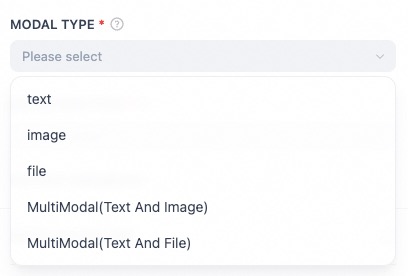 MODAL TYPE *
Please select
text
image
file
MultiModal(Text And Image)
MultiModal(Text And File)